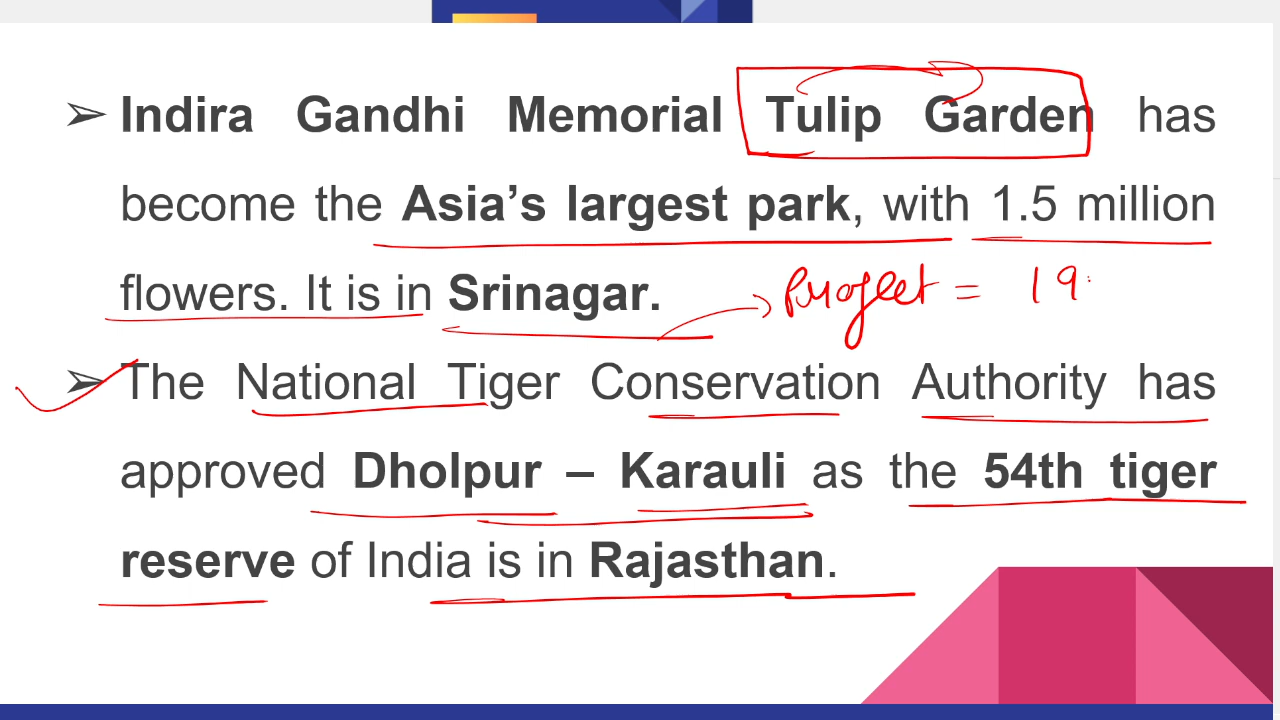 ➢ Indira Gandhi Memorial Tulip Garden has
become the Asia’s largest park, with 1.5 million
flowers. It is in Srinagar.
Project = 19
➢ The National Tiger Conservation Authority has
approved Dholpur – Karauli as the 54th tiger
reserve of India is in Rajasthan.